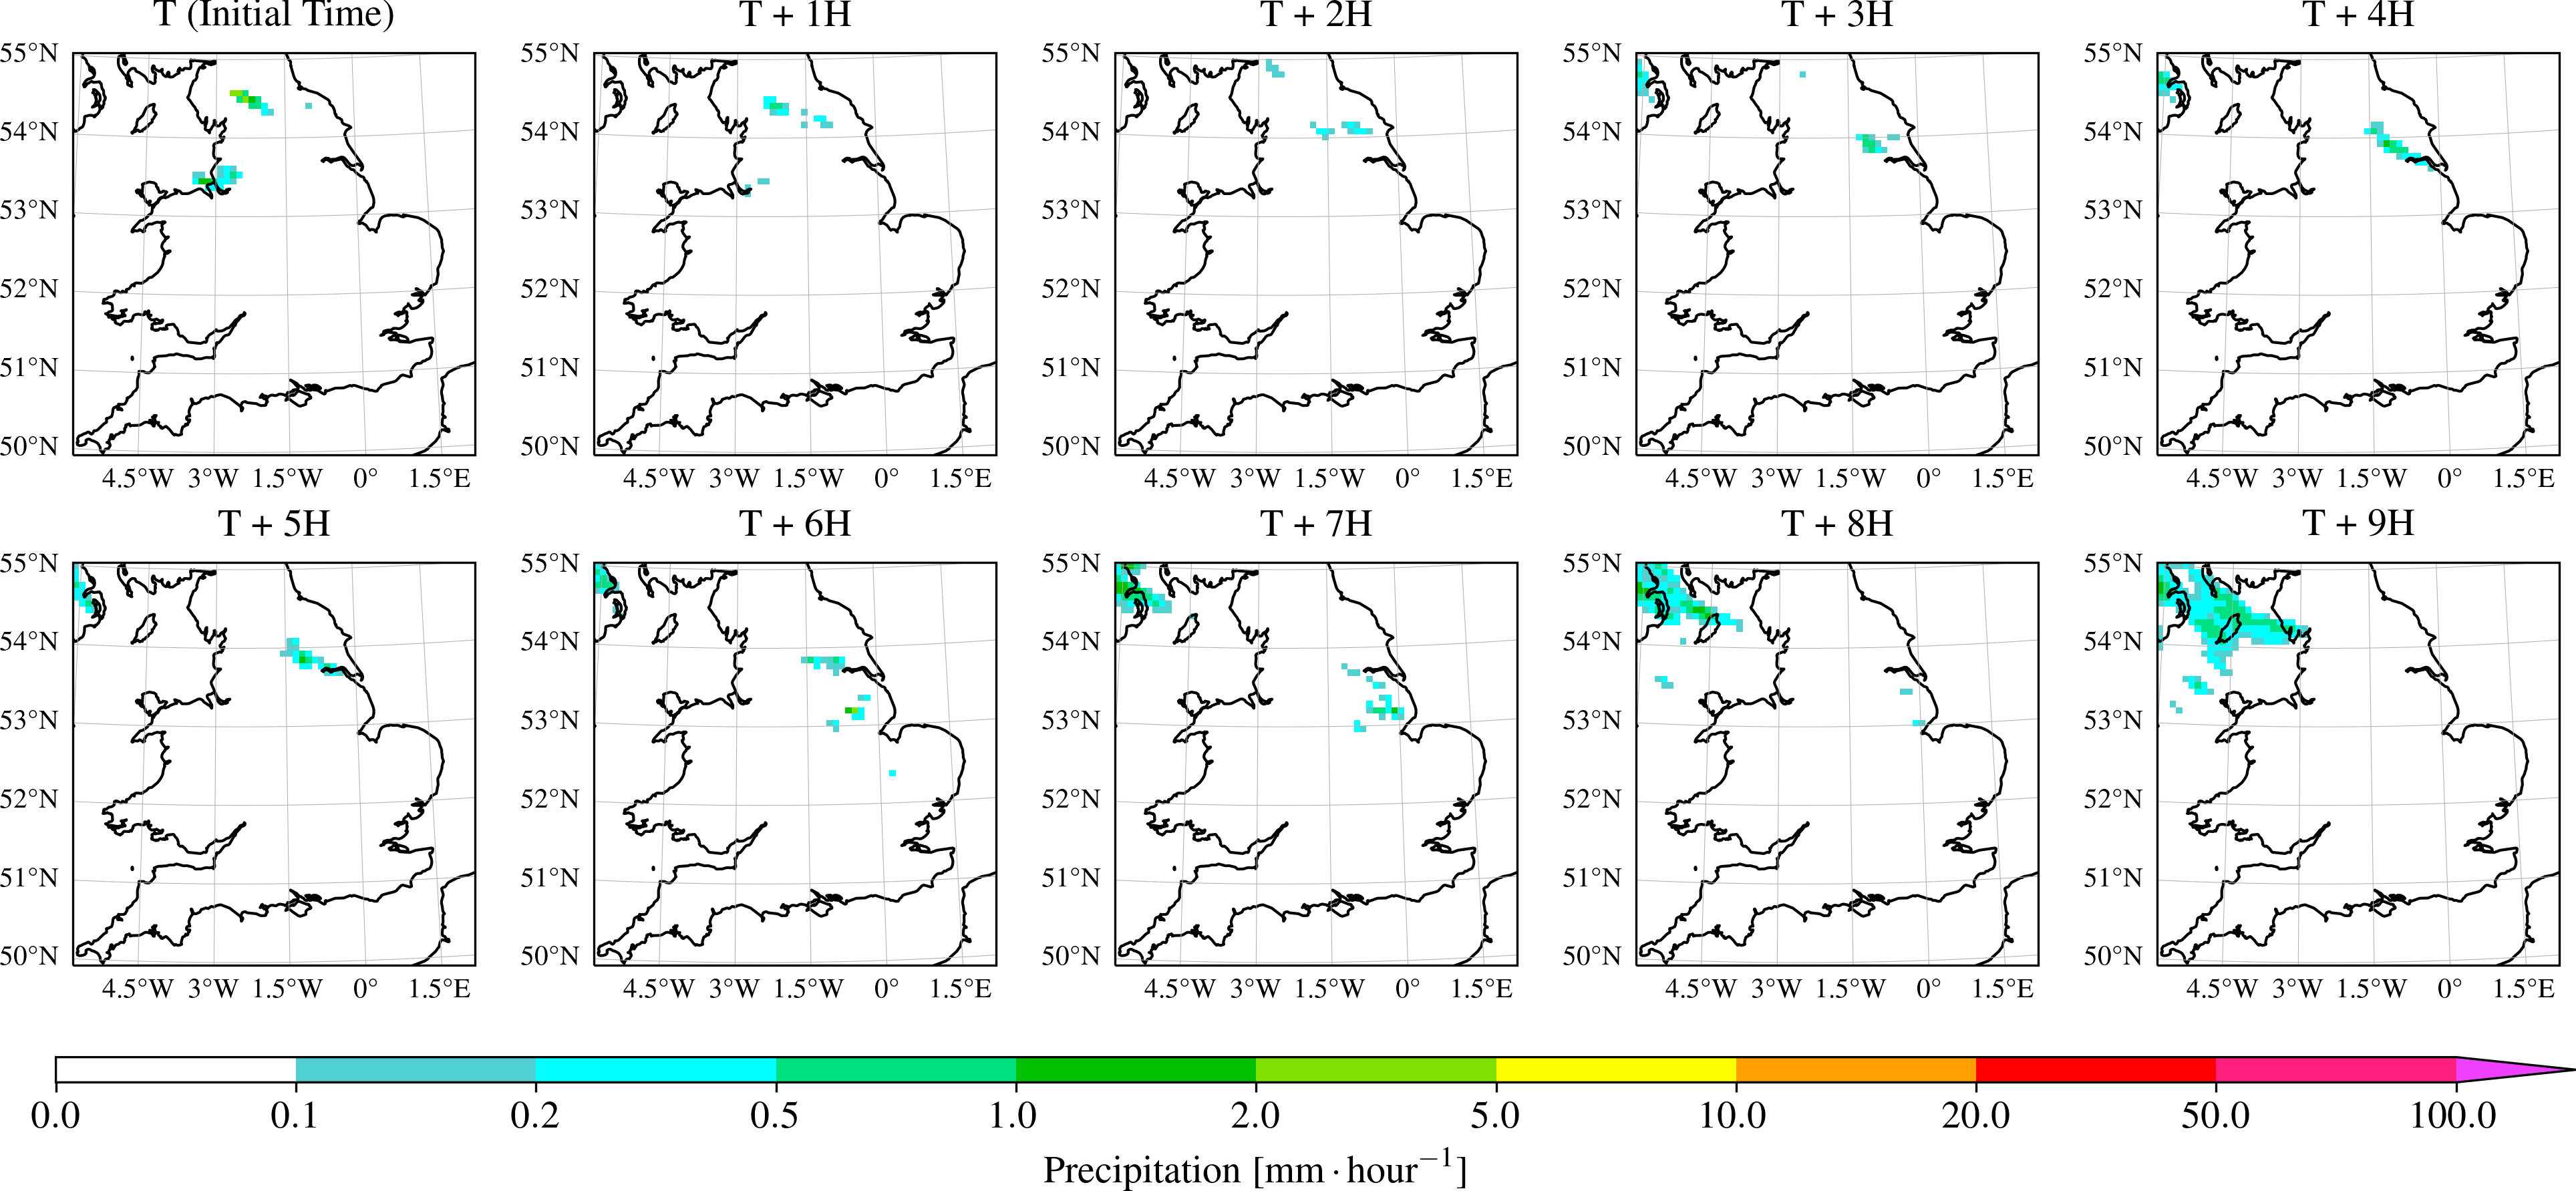 T (Initial Time) T + 1H T + 2H T + 3H T + 4H
55°N 55°N 55°N 55°N 55°N
54°N 54°N 54°N 54°N 54°N
53°N 53°N 53°N 53°N 53°N
52°N 52°N 52°N 52°N 52°N
51°N 51°N 51°N 51°N 51°N
50°N 50°N 50°N 50°N 50°N
4.5°W 3°W 1.5°W 0° 1.5°E 4.5°W 3°W 1.5°W 0° 1.5°E 4.5°W 3°W 1.5°W 0° 1.5°E 4.5°W 3°W 1.5°W 0° 1.5°E 4.5°W 3°W 1.5°W 0° 1.5°E
T + 5H T + 6H T + 7H T + 8H T + 9H
55°N 55°N 55°N 55°N 55°N
54°N 54°N 54°N 54°N 54°N
53°N 53°N 53°N 53°N 53°N
52°N 52°N 52°N 52°N 52°N
51°N 51°N 51°N 51°N 51°N
50°N 50°N 50°N 50°N 50°N
4.5°W 3°W 1.5°W 0° 1.5°E 4.5°W 3°W 1.5°W 0° 1.5°E 4.5°W 3°W 1.5°W 0° 1.5°E 4.5°W 3°W 1.5°W 0° 1.5°E 4.5°W 3°W 1.5°W 0° 1.5°E
0.0 0.1 0.2 0.5 1.0 2.0 5.0 10.0 20.0 50.0 100.0
Precipitation [mm · hour⁻¹]